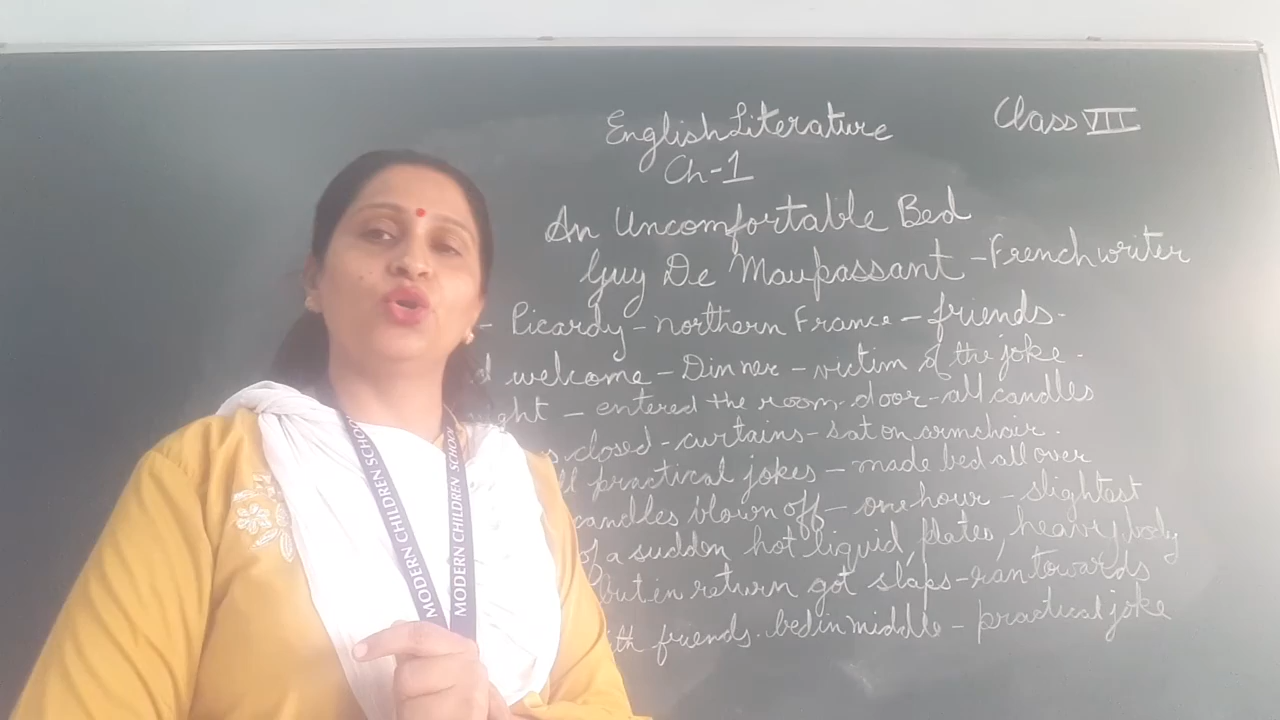 English Literature
Class VIII
Ch-1
An Uncomfortable Bed
Guy De Maupassant - French writer
- Picardy - northern France - friends.
welcome - Dinner - victim of the joke.
entered the room door - all candles
closed - curtains - sat on armchair.
practical jokes - made bed all over
candles blown off - one hour - slightest
of a sudden hot liquid, plates, heavy body
but in return got slaps - ran towards
friends. bed in middle - practical joke
MODERN CHILDREN SCHOOL
MODERN CHILDREN SCHOOL